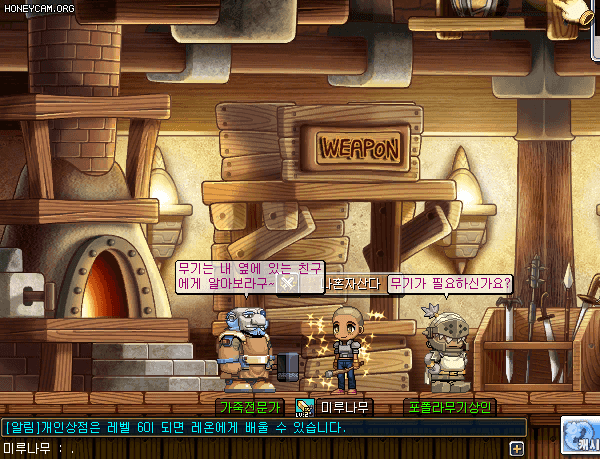 HONEYCAM.ORG
WEAPON
무기는 내 옆에 있는 친구
에게 알아보라구~
나혼자산다
무기가 필요하신가요?
가죽전문가
미루나무
포폴라무기상인
[알림]개인상점은 레벨 60이 되면 레온에게 배울 수 있습니다.
미루나무 : .